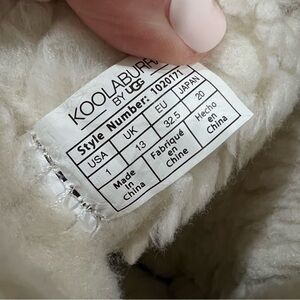 KOOLABURRA
BY UGG
Style Number: 1020171
USA UK EU JAPAN
1 13 32.5 20
Made in China Fabriqué en Chine Hecho en China